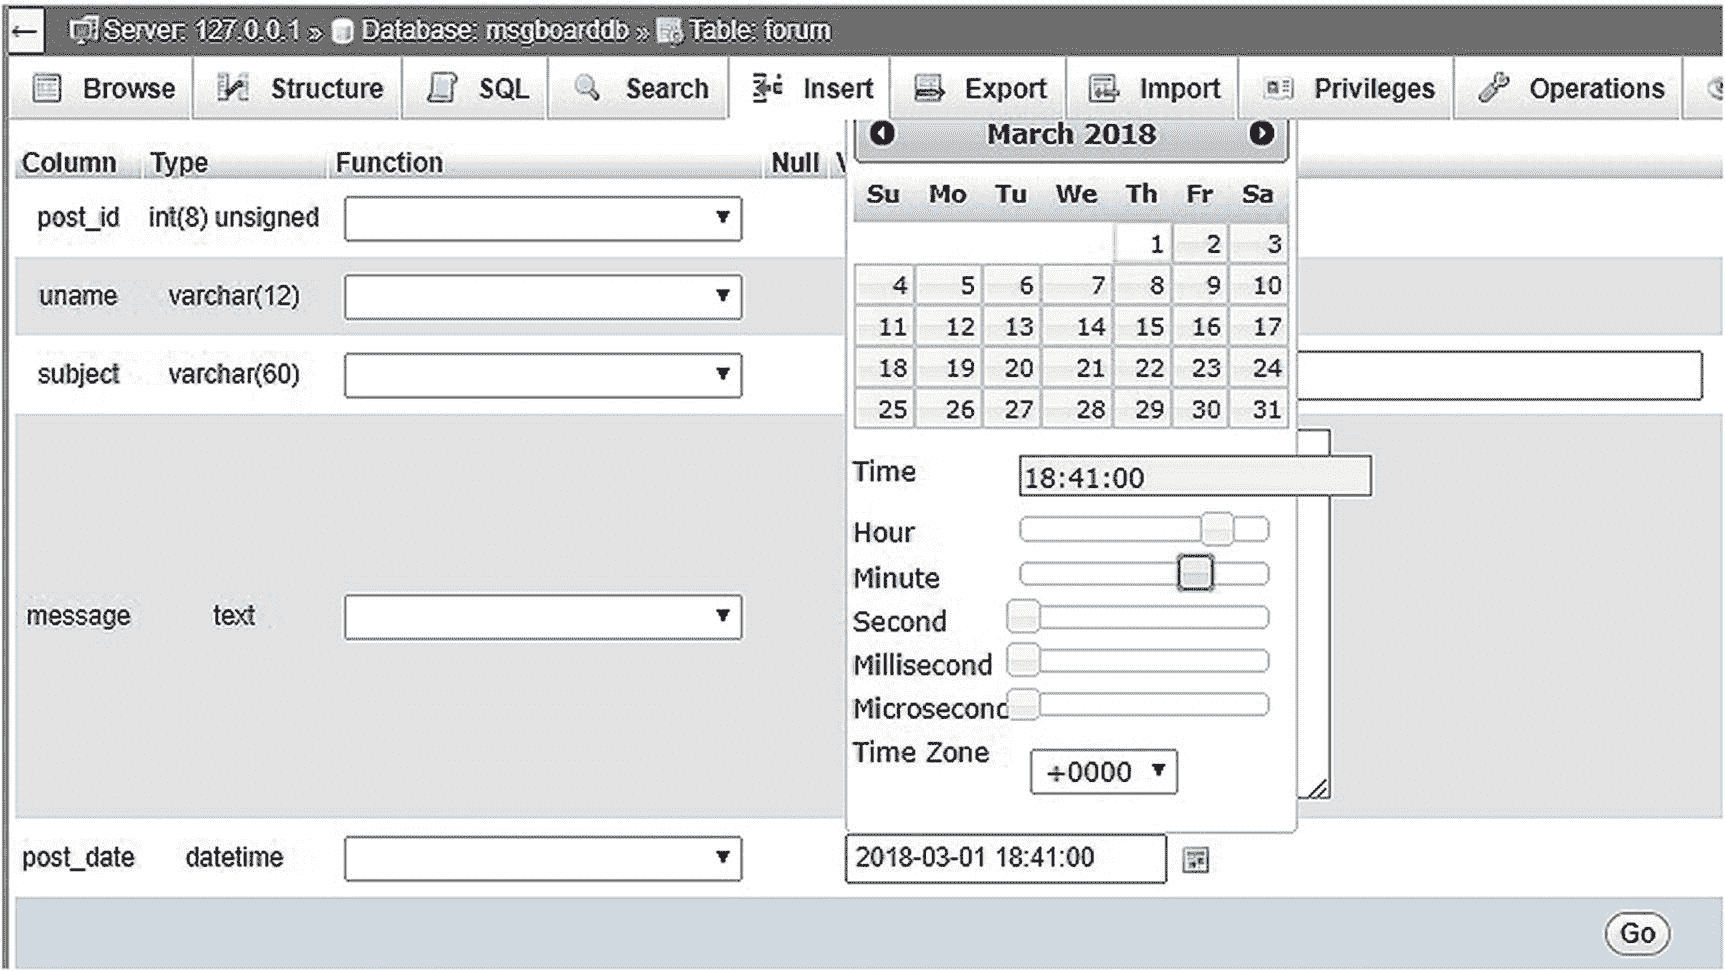 ← Server: 127.0.0.1 » Database: msgboarddb » Table: forum
Browse Structure SQL Search Insert Export Import Privileges Operations
March 2018
Column Type Function Null
Su Mo Tu We Th Fr Sa
post_id int(8) unsigned
1 2 3
4 5 6 7 8 9 10
uname varchar(12)
11 12 13 14 15 16 17
subject varchar(60)
18 19 20 21 22 23 24
25 26 27 28 29 30 31
Time 18:41:00
Hour
Minute
Second
message text
Millisecond
Microsecond
Time Zone +0000
post_date datetime 2018-03-01 18:41:00
Go